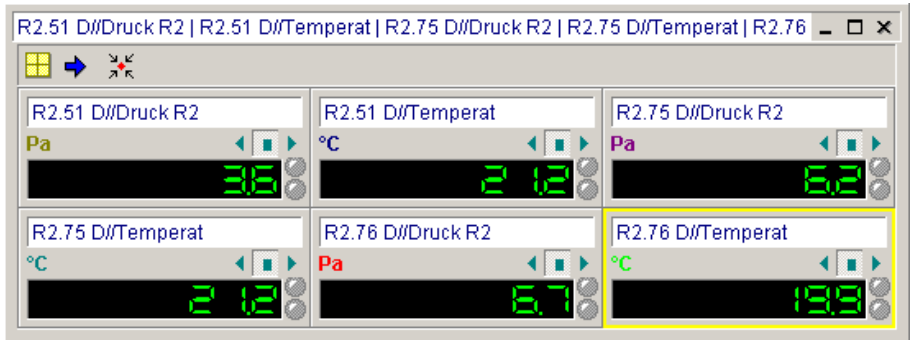 R2.51 D//Druck R2 | R2.51 D//Temperat | R2.75 D//Druck R2 | R2.75 D//Temperat | R2.76
R2.51 D//Druck R2
Pa
3.6
R2.51 D//Temperat
°C
21.2
R2.75 D//Druck R2
Pa
6.2
R2.75 D//Temperat
°C
21.2
R2.76 D//Druck R2
Pa
6.7
R2.76 D//Temperat
°C
19.9